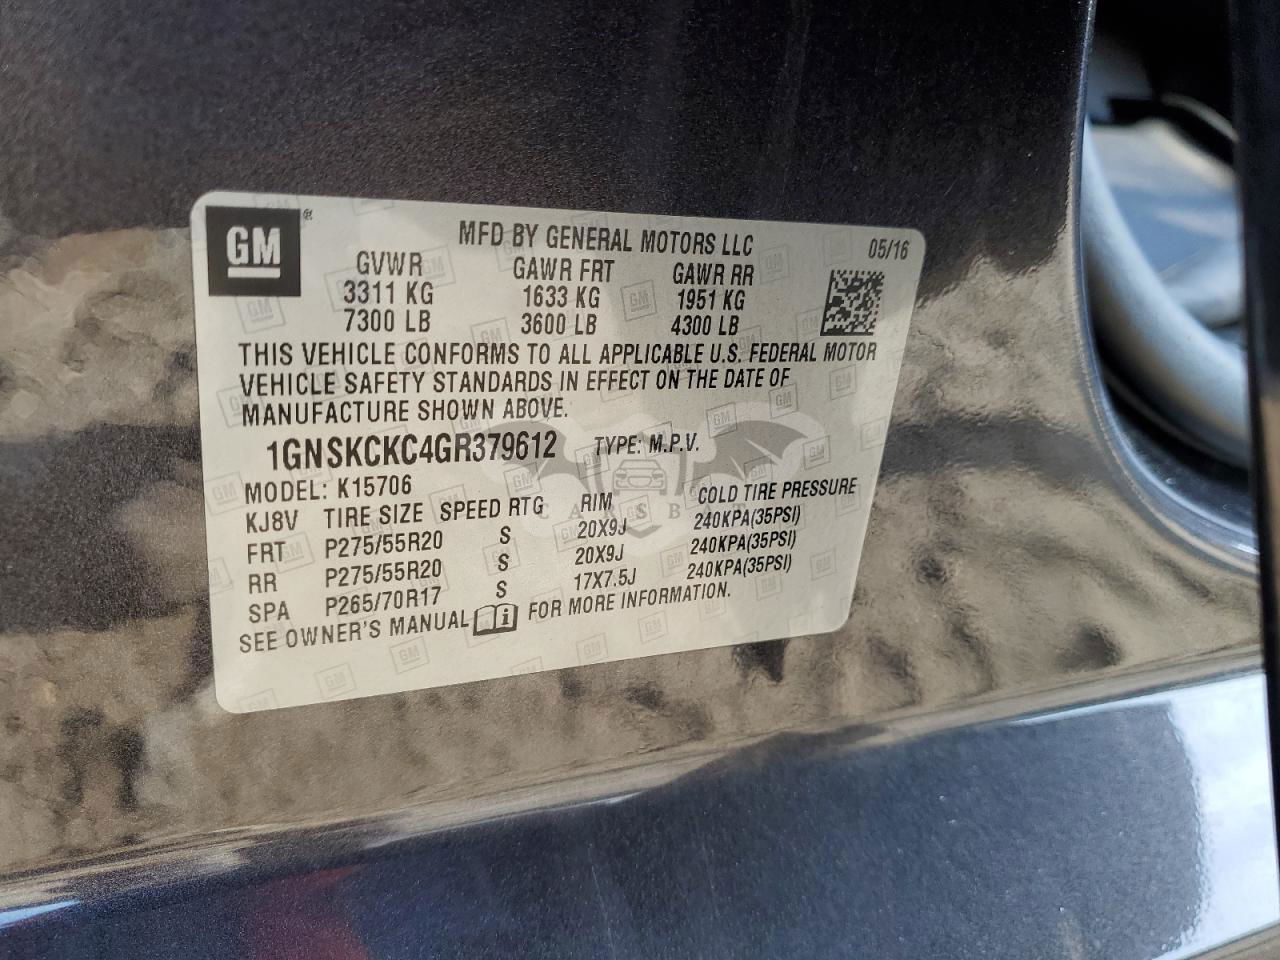 GM®
MFD BY GENERAL MOTORS LLC 05/16
GVWR GAWR FRT GAWR RR
3311 KG 1633 KG 1951 KG
7300 LB 3600 LB 4300 LB
THIS VEHICLE CONFORMS TO ALL APPLICABLE U.S. FEDERAL MOTOR
VEHICLE SAFETY STANDARDS IN EFFECT ON THE DATE OF
MANUFACTURE SHOWN ABOVE.
1GNSKCKC4GR379612 TYPE: M.P.V.
MODEL: K15706
KJ8V TIRE SIZE SPEED RTG RIM COLD TIRE PRESSURE
FRT P275/55R20 S 20X9J 240KPA(35PSI)
RR P275/55R20 S 20X9J 240KPA(35PSI)
SPA P265/70R17 S 17X7.5J 240KPA(35PSI)
SEE OWNER'S MANUAL FOR MORE INFORMATION.
CARSBAT